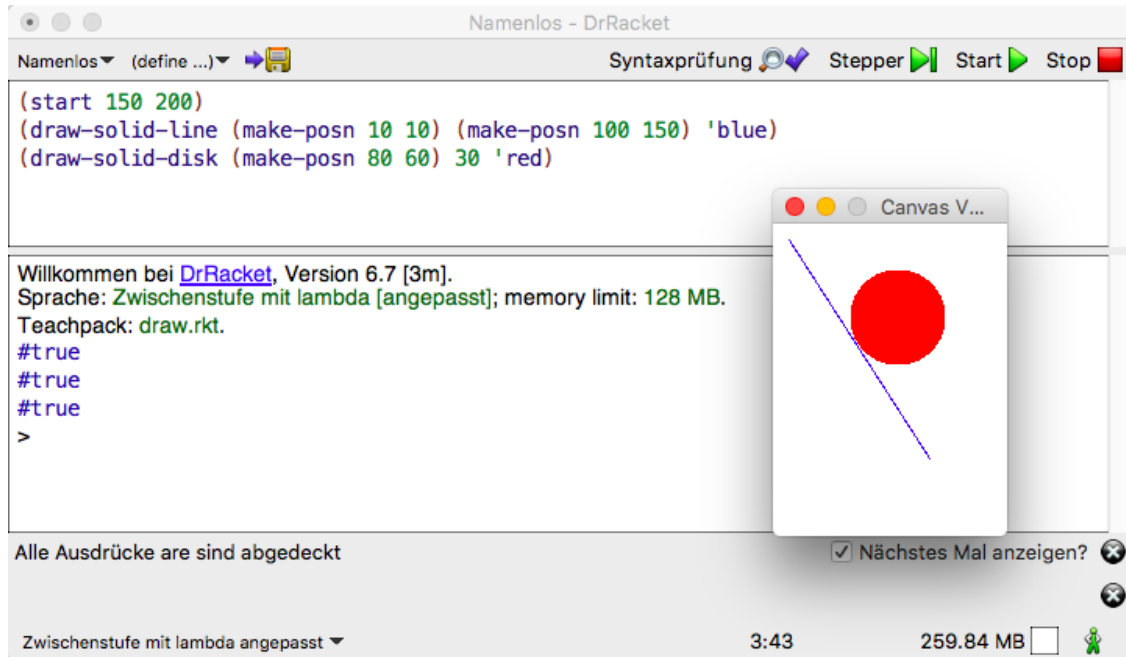 Namenlos - DrRacket
Namenlos (define ...) Syntaxprüfung Stepper Start Stop
(start 150 200)
(draw-solid-line (make-posn 10 10) (make-posn 100 150) 'blue)
(draw-solid-disk (make-posn 80 60) 30 'red)
Canvas V...
Willkommen bei DrRacket, Version 6.7 [3m].
Sprache: Zwischenstufe mit lambda [angepasst]; memory limit: 128 MB.
Teachpack: draw.rkt.
#true
#true
#true
>
Alle Ausdrücke are sind abgedeckt Nächstes Mal anzeigen?
Zwischenstufe mit lambda angepasst 3:43 259.84 MB